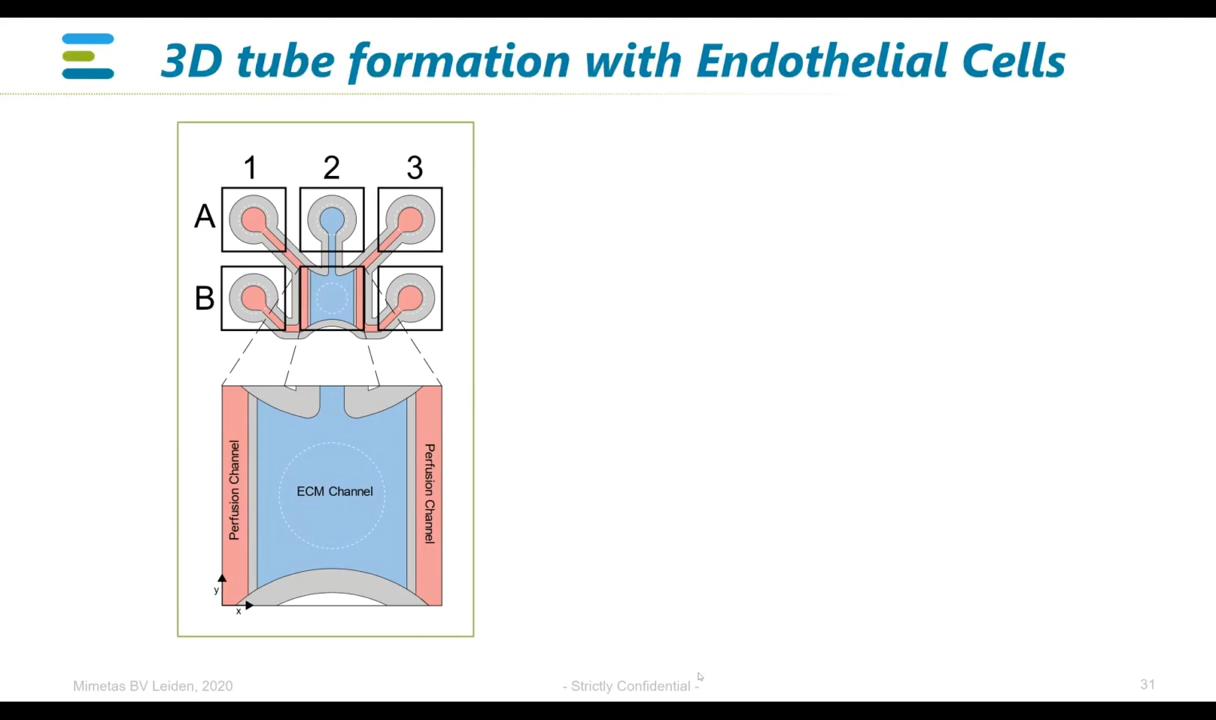 3D tube formation with Endothelial Cells
1 2 3
A
B
Perfusion Channel
ECM Channel
Perfusion Channel
y
x
Mimetas BV Leiden, 2020
- Strictly Confidential -
31